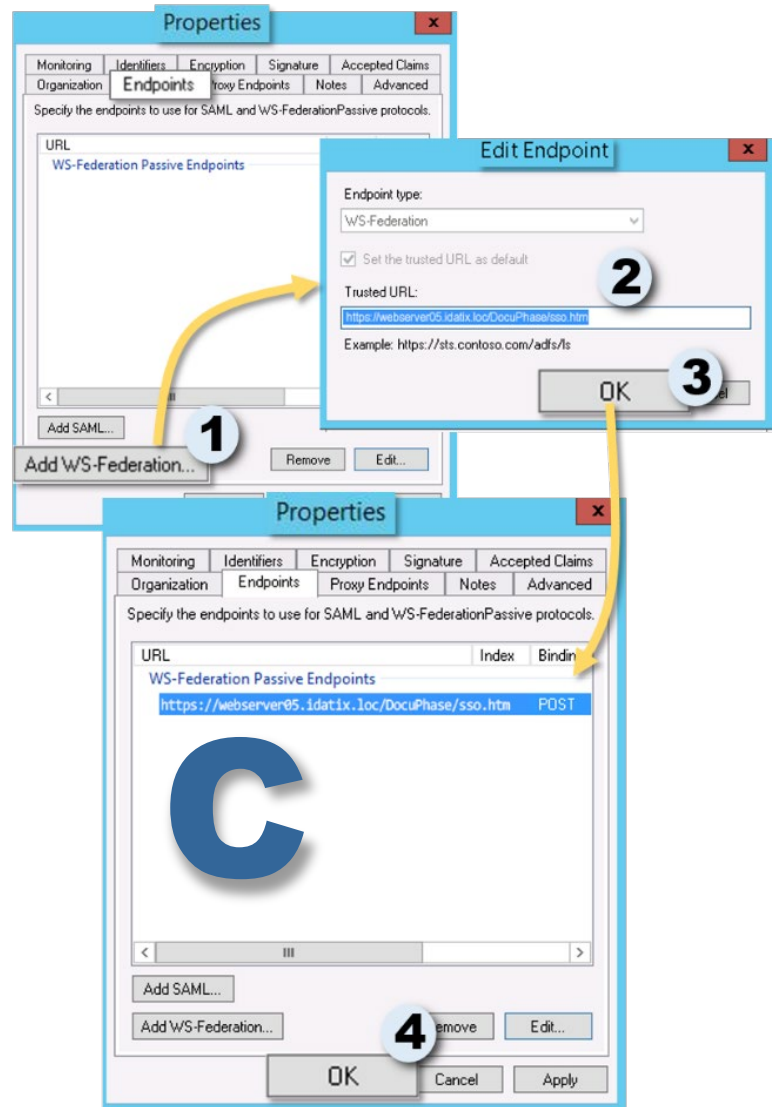 Properties
x
Monitoring Identifiers Encryption Signature Accepted Claims
Organization Endpoints Proxy Endpoints Notes Advanced
Specify the endpoints to use for SAML and WS-FederationPassive protocols.
URL
WS-Federation Passive Endpoints
Add SAML...
1
Add WS-Federation...
Remove Edit...
Edit Endpoint
x
Endpoint type:
WS-Federation
Set the trusted URL as default
2
Trusted URL:
https://webserver05.idatix.loc/DocuPhase/sso.htm
Example: https://sts.contoso.com/adfs/ls
OK
3
Properties
x
Monitoring Identifiers Encryption Signature Accepted Claims
Organization Endpoints Proxy Endpoints Notes Advanced
Specify the endpoints to use for SAML and WS-FederationPassive protocols.
URL Index Bindin
WS-Federation Passive Endpoints
https://webserver05.idatix.loc/DocuPhase/sso.htm POST
C
Add SAML...
Add WS-Federation...
4
emove Edit...
OK Cancel Apply